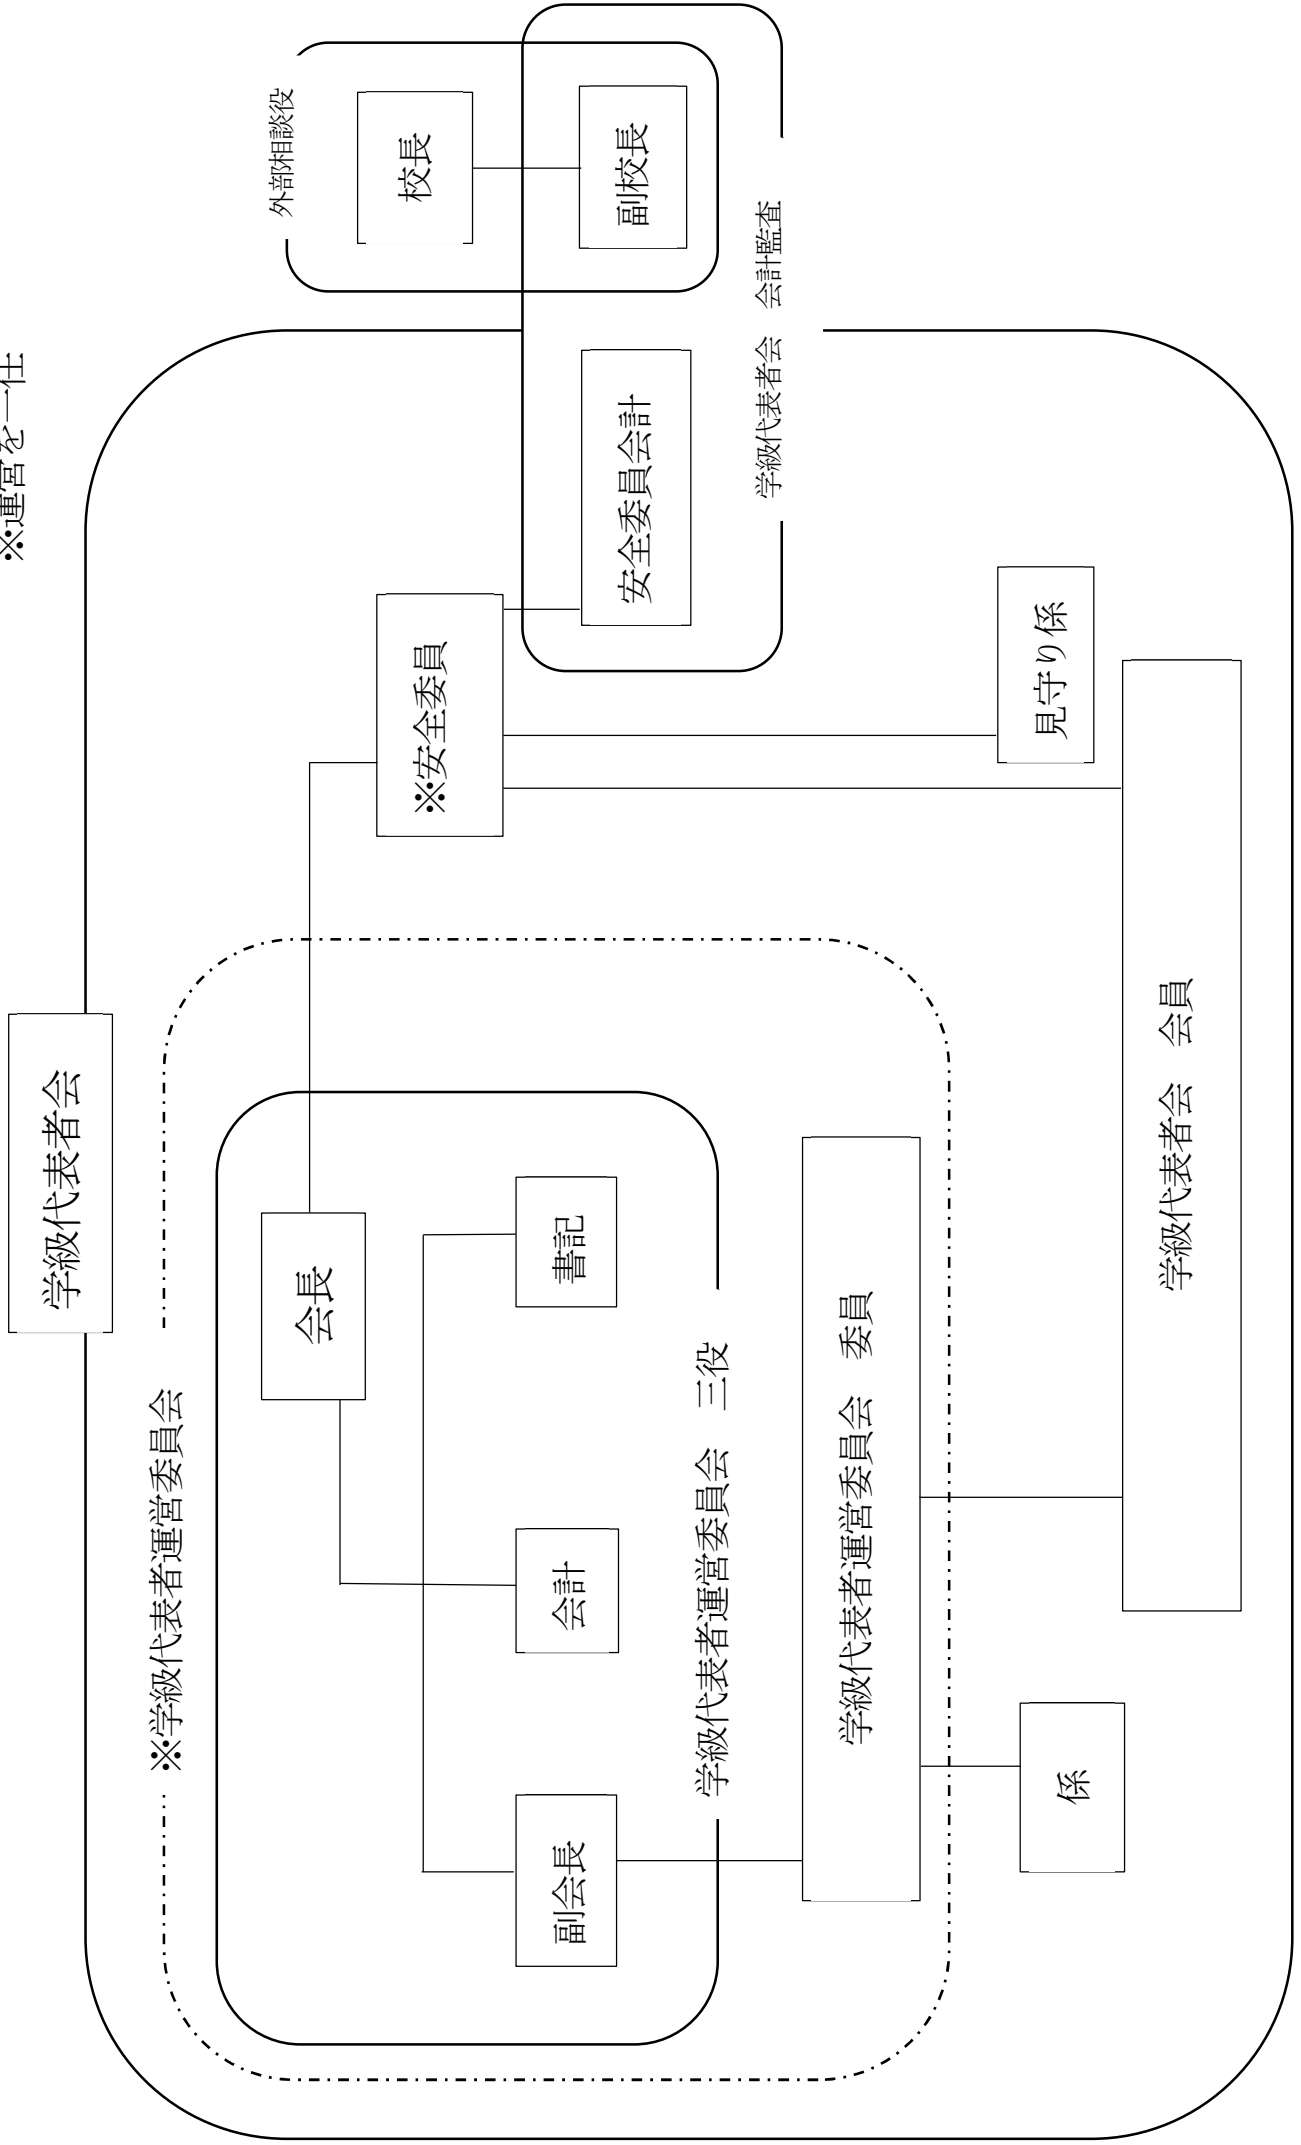 ※運営を一任
学級代表者会
※学級代表者運営委員会
外部相談役
会長
校長
※安全委員
副会長
会計
書記
安全委員会計
副校長
学級代表者運営委員会　三役
学級代表者会　会計監査
学級代表者運営委員会　委員
見守り係
係
学級代表者会　会員